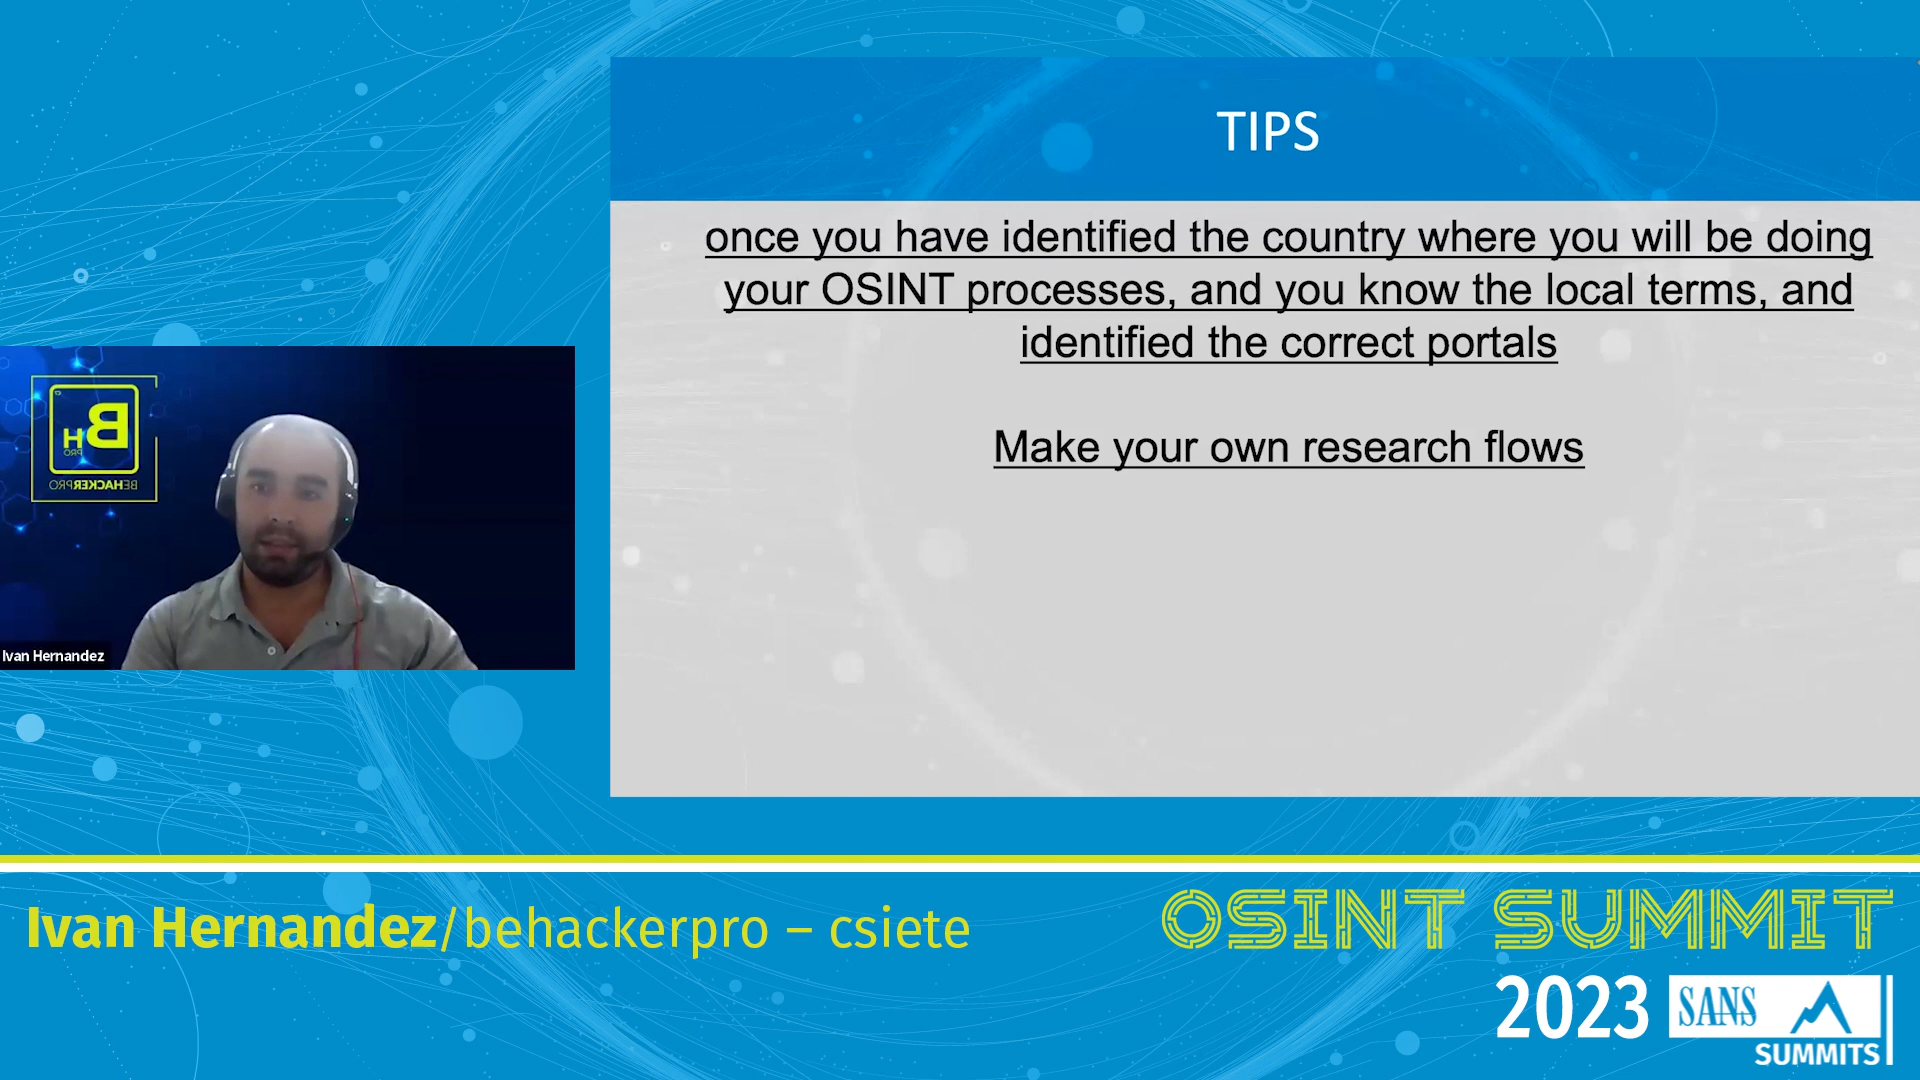 TIPS
once you have identified the country where you will be doing
your OSINT processes, and you know the local terms, and
identified the correct portals
Make your own research flows
B
H
PRO
BEHACKERPRO
Ivan Hernandez
Ivan Hernandez/behackerpro – csiete
OSINT SUMMIT
2023
SANS
SUMMITS